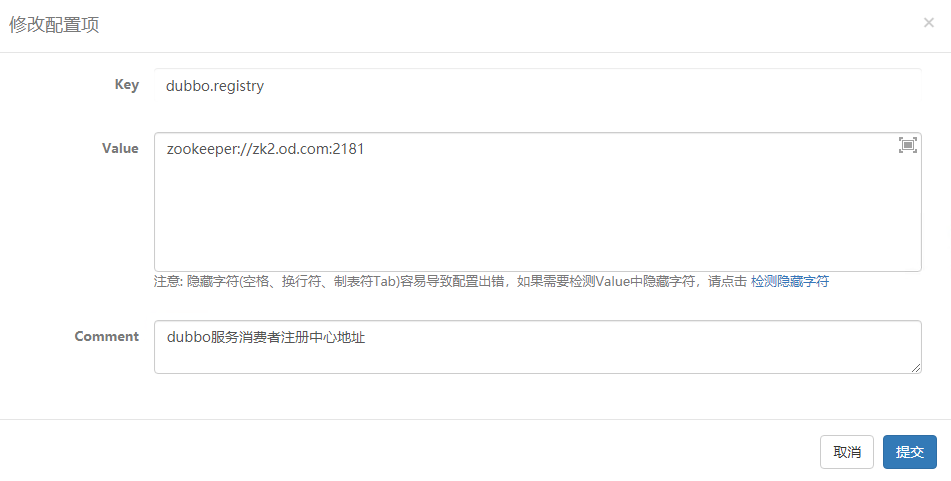 修改配置项
×
Key
dubbo.registry
Value
zookeeper://zk2.od.com:2181
注意: 隐藏字符(空格、换行符、制表符Tab)容易导致配置出错，如果需要检测Value中隐藏字符，请点击 检测隐藏字符
Comment
dubbo服务消费者注册中心地址
取消
提交